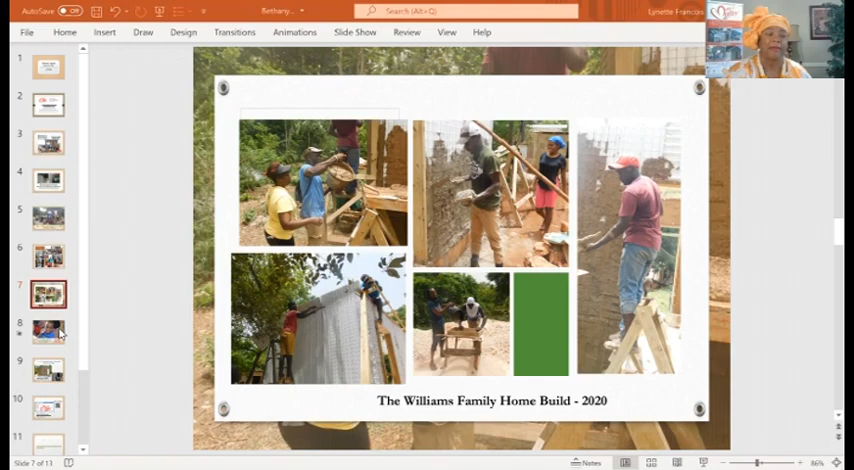 AutoSave Off Bethany... Search (Alt+Q) Lynette Francois
File Home Insert Draw Design Transitions Animations Slide Show Review View Help
1
2
3
4
5
6
7
8
9
10
11
The Williams Family Home Build - 2020
Slide 7 of 13 Notes 86%